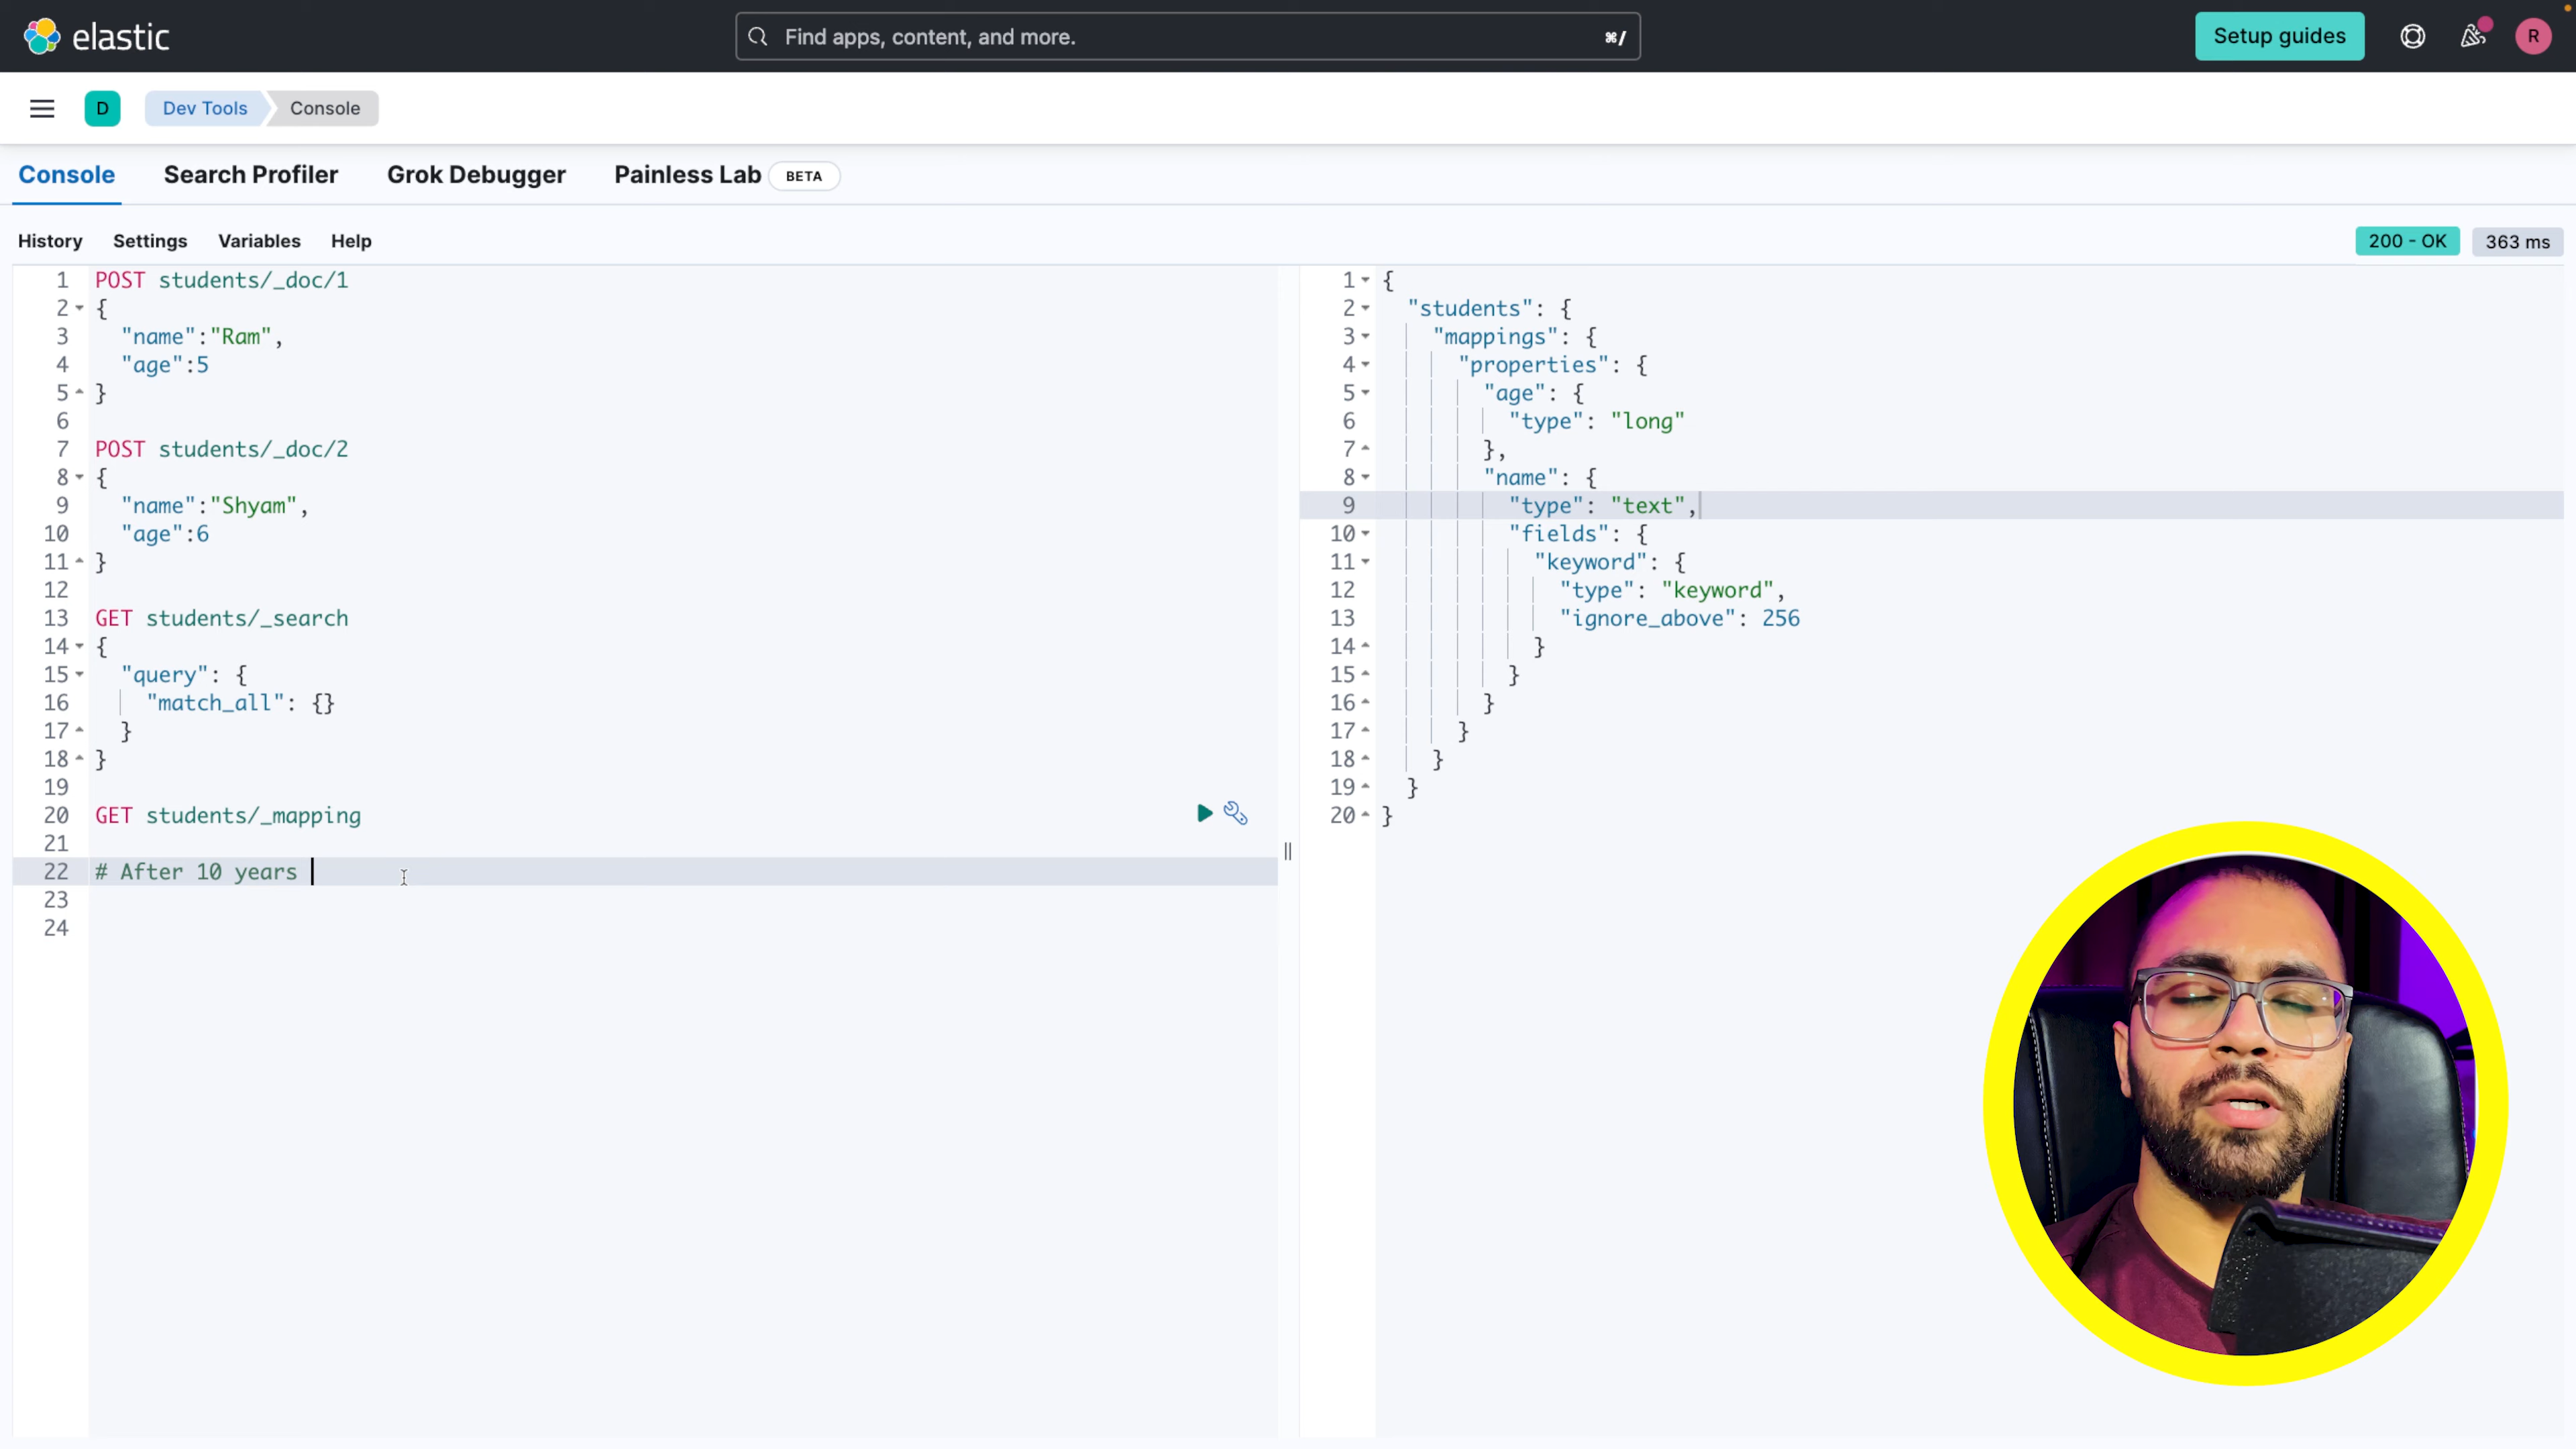 elastic
Find apps, content, and more.
⌘/
Setup guides
R
D
Dev Tools
Console
Console
Search Profiler
Grok Debugger
Painless Lab
BETA
History
Settings
Variables
Help
200 - OK
363 ms
1 POST students/_doc/1
2 {
3 "name":"Ram",
4 "age":5
5 }
6
7 POST students/_doc/2
8 {
9 "name":"Shyam",
10 "age":6
11 }
12
13 GET students/_search
14 {
15 "query": {
16 "match_all": {}
17 }
18 }
19
20 GET students/_mapping
21
22 # After 10 years
23
24
1 {
2 "students": {
3 "mappings": {
4 "properties": {
5 "age": {
6 "type": "long"
7 },
8 "name": {
9 "type": "text",
10 "fields": {
11 "keyword": {
12 "type": "keyword",
13 "ignore_above": 256
14 }
15 }
16 }
17 }
18 }
19 }
20 }